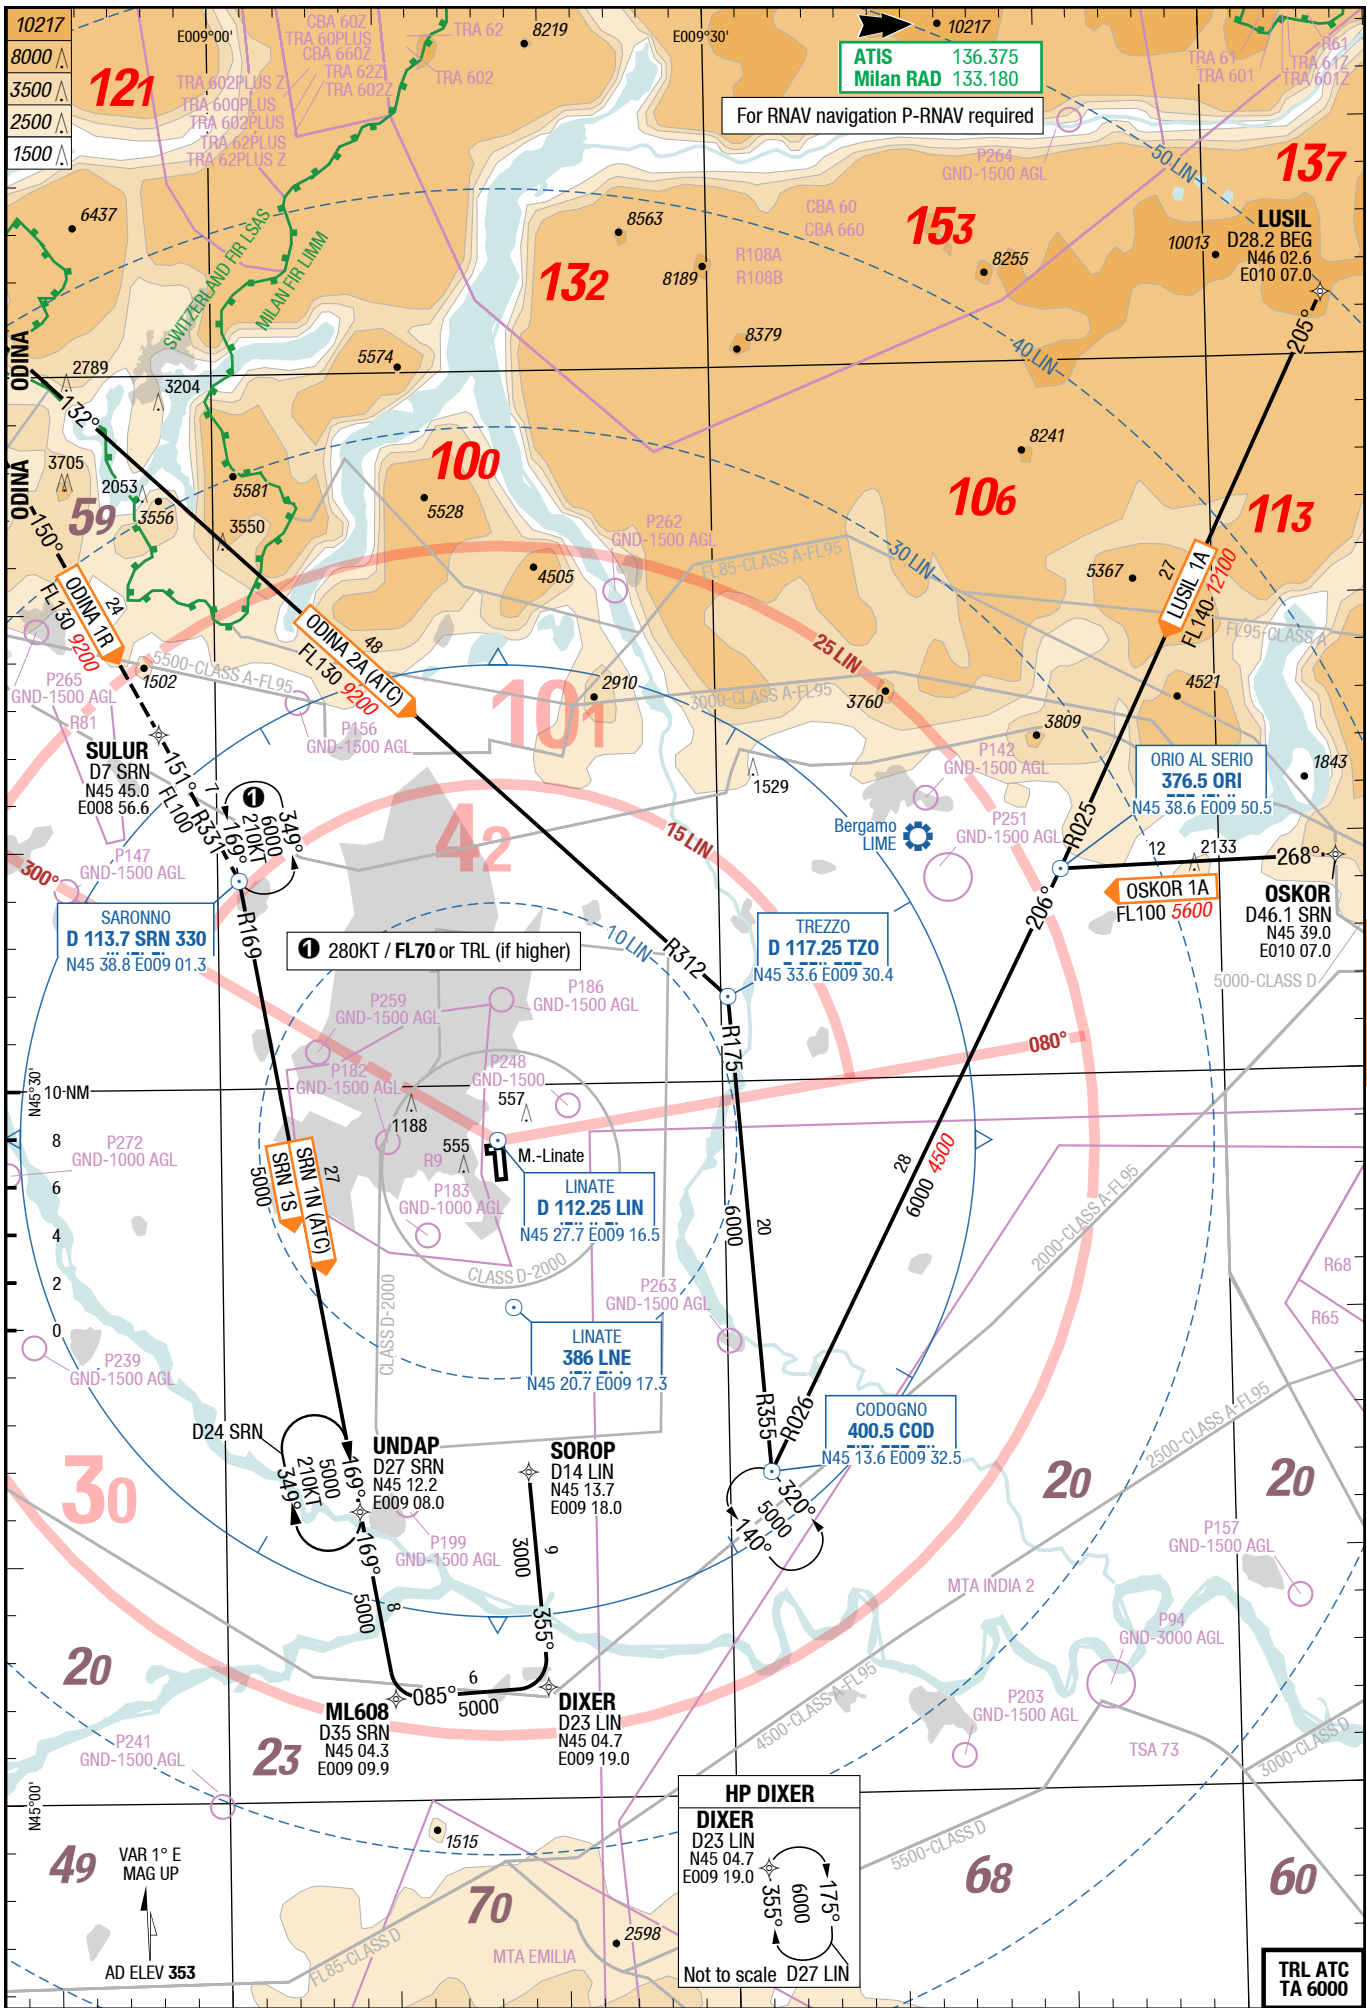 10217
8000
3500
2500
1500
121
E009°00'
CBA 60Z
TRA 60PLUS
CBA 660Z
TRA 62Z
TRA 602Z
TRA 62
TRA 602
8219
TRA 602PLUS Z
TRA 600PLUS
TRA 602PLUS
TRA 62PLUS
TRA 62PLUS Z
E009°30'
10217
ATIS 136.375
Milan RAD 133.180
For RNAV navigation P-RNAV required
TRA 61
TRA 601
R61
TRA 61Z
TRA 601Z
P264
GND-1500 AGL
50 LIN
137
6437
SWITZERLAND FIR LSAS
MILAN FIR LIMM
8563
132
8189
R108A
R108B
CBA 60
CBA 660
153
8255
10013
LUSIL
D28.2 BEG
N46 02.6
E010 07.0
205°
8379
40 LIN
ODINA
2789
3204
132°
5574
8241
100
106
113
ODINA
3705
59
2053
3556
5581
3550
5528
150°
ODINA 1R
24
FL130 9200
P262
GND-1500 AGL
FL85-CLASS A-FL95
30 LIN
4505
5367
27
LUSIL 1A
FL140 12100
FL95-CLASS A
ODINA 2A (ATC)
48
FL130 9200
25 LIN
P265
GND-1500 AGL
R81
5500-CLASS A-FL95
1502
2910
3000-CLASS A-FL95
3760
4521
3809
101
P156
GND-1500 AGL
SULUR
D7 SRN
N45 45.0
E008 56.6
151°
7
FL100
R331
169°
1
6000
210KT
349°
1529
P142
GND-1500 AGL
ORIO AL SERIO
376.5 ORI
N45 38.6 E009 50.5
1843
42
15 LIN
Bergamo
LIME
P251
GND-1500 AGL
R025
12
2133
268°
OSKOR 1A
FL100 5600
OSKOR
D46.1 SRN
N45 39.0
E010 07.0
P147
GND-1500 AGL
300°
SARONNO
D 113.7 SRN 330
N45 38.8 E009 01.3
R169
1 280KT / FL70 or TRL (if higher)
10 LIN
R312
TREZZO
D 117.25 TZO
N45 33.6 E009 30.4
206°
5000-CLASS D
P259
GND-1500 AGL
P186
GND-1500 AGL
R175
080°
P182
GND-1500 AGL
P248
GND-1500
557
1188
555
R9
M.-Linate
N45°30'
10 NM
8
6
4
2
0
P272
GND-1000 AGL
SRN 1S
5000
SRN 1N (ATC)
27
P183
GND-1000 AGL
LINATE
D 112.25 LIN
N45 27.7 E009 16.5
CLASS D-2000
28
6000 4500
6000
20
2000-CLASS A-FL95
R68
R65
P263
GND-1500 AGL
CLASS D-2000
LINATE
386 LNE
N45 20.7 E009 17.3
P239
GND-1500 AGL
R355
R026
CODOGNO
400.5 COD
N45 13.6 E009 32.5
2500-CLASS A-FL95
D24 SRN
5000
210KT
349°
169°
UNDAP
D27 SRN
N45 12.2
E009 08.0
SOROP
D14 LIN
N45 13.7
E009 18.0
30
320°
5000
140°
20
20
P157
GND-1500 AGL
P199
GND-1500 AGL
169°
8
5000
9
3000
355°
MTA INDIA 2
P94
GND-3000 AGL
20
085°
6
5000
ML608
D35 SRN
N45 04.3
E009 09.9
DIXER
D23 LIN
N45 04.7
E009 19.0
4500-CLASS A-FL95
P203
GND-1500 AGL
TSA 73
3000-CLASS D
P241
GND-1500 AGL
23
N45°00'
HP DIXER
DIXER
D23 LIN
N45 04.7
E009 19.0
355°
6000
175°
Not to scale
D27 LIN
5500-CLASS D
1515
49
VAR 1° E
MAG UP
AD ELEV 353
70
68
60
2598
MTA EMILIA
FL85-CLASS D
TRL ATC
TA 6000